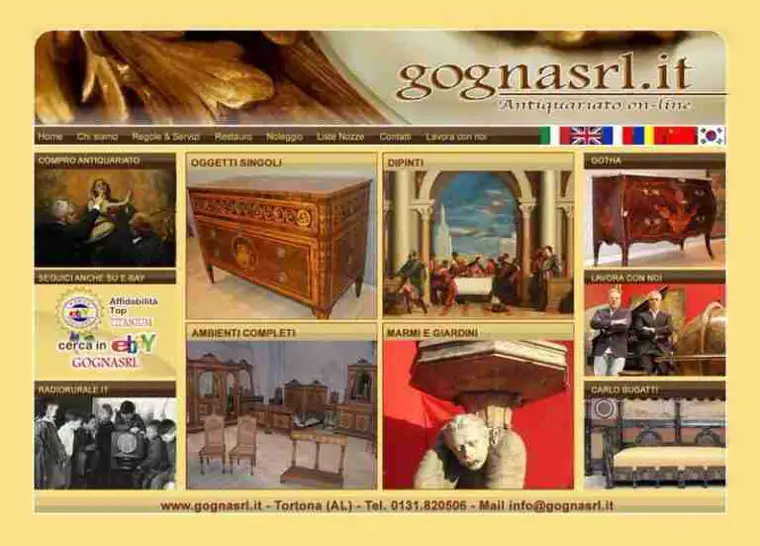 gognasrl.it
Antiquariato on-line
Home Chi siamo Regole & Servizi Restauro Noleggio Liste Nozze Contatti Lavora con noi
COMPRO ANTIQUARIATO
OGGETTI SINGOLI
DIPINTI
GOTHA
SEGUICI ANCHE SU E-BAY
Affidabilità
Top
TITANIUM
cerca in ebay
GOGNASRL
LAVORA CON NOI
AMBIENTI COMPLETI
MARMI E GIARDINI
RADIORURALE.IT
CARLO BUGATTI
www.gognasrl.it - Tortona (AL) - Tel. 0131.820506 - Mail info@gognasrl.it